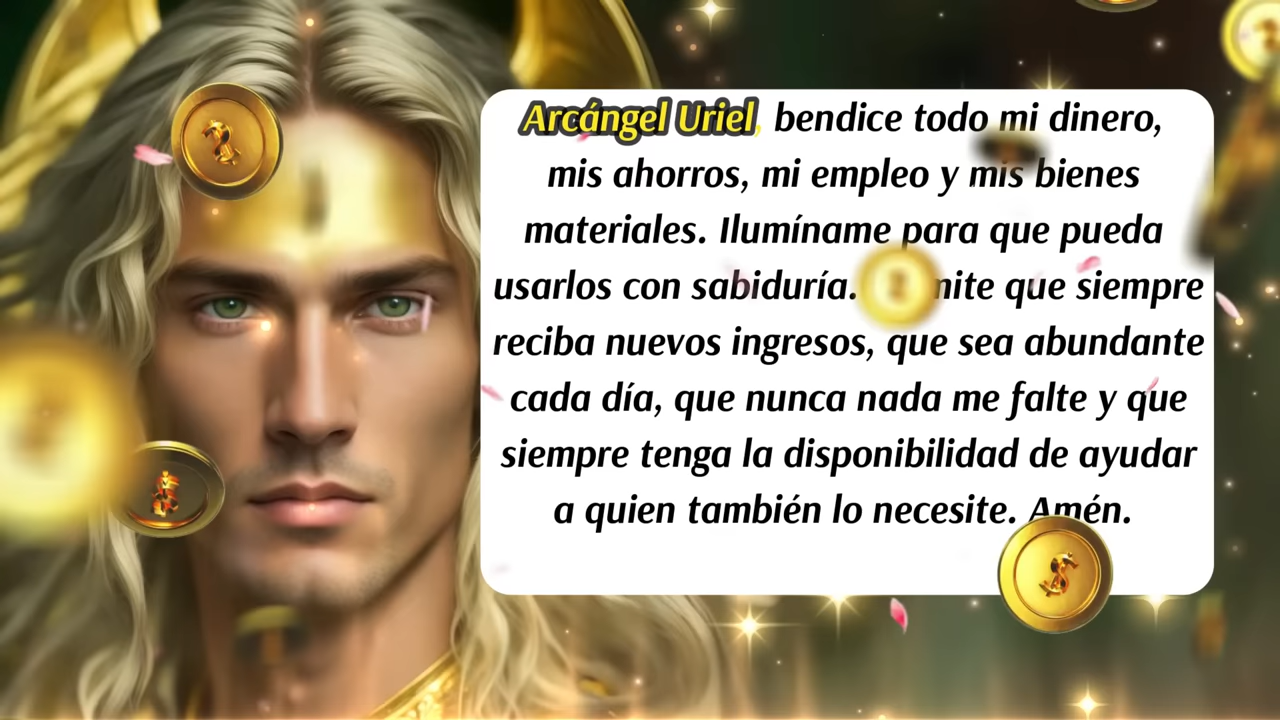 Arcángel Uriel, bendice todo mi dinero,
mis ahorros, mi empleo y mis bienes
materiales. Ilumíname para que pueda
usarlos con sabiduría. que siempre
reciba nuevos ingresos, que sea abundante
cada día, que nunca nada me falte y que
siempre tenga la disponibilidad de ayudar
a quien también lo necesite. Amén.